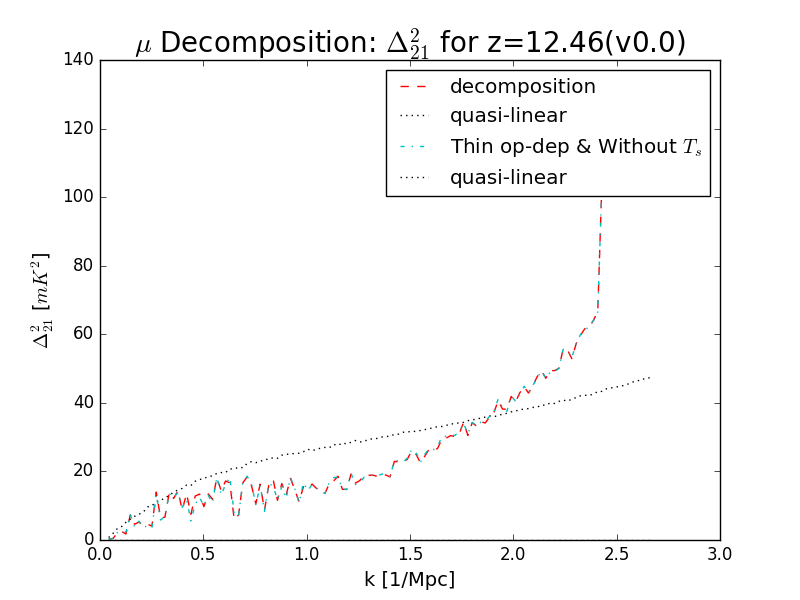 μ Decomposition: Δ²₂₁ for z=12.46(v0.0)
decomposition
quasi-linear
Thin op-dep & Without Tₛ
quasi-linear
Δ²₂₁ [mK²]
140
120
100
80
60
40
20
0
0.0 0.5 1.0 1.5 2.0 2.5 3.0
k [1/Mpc]